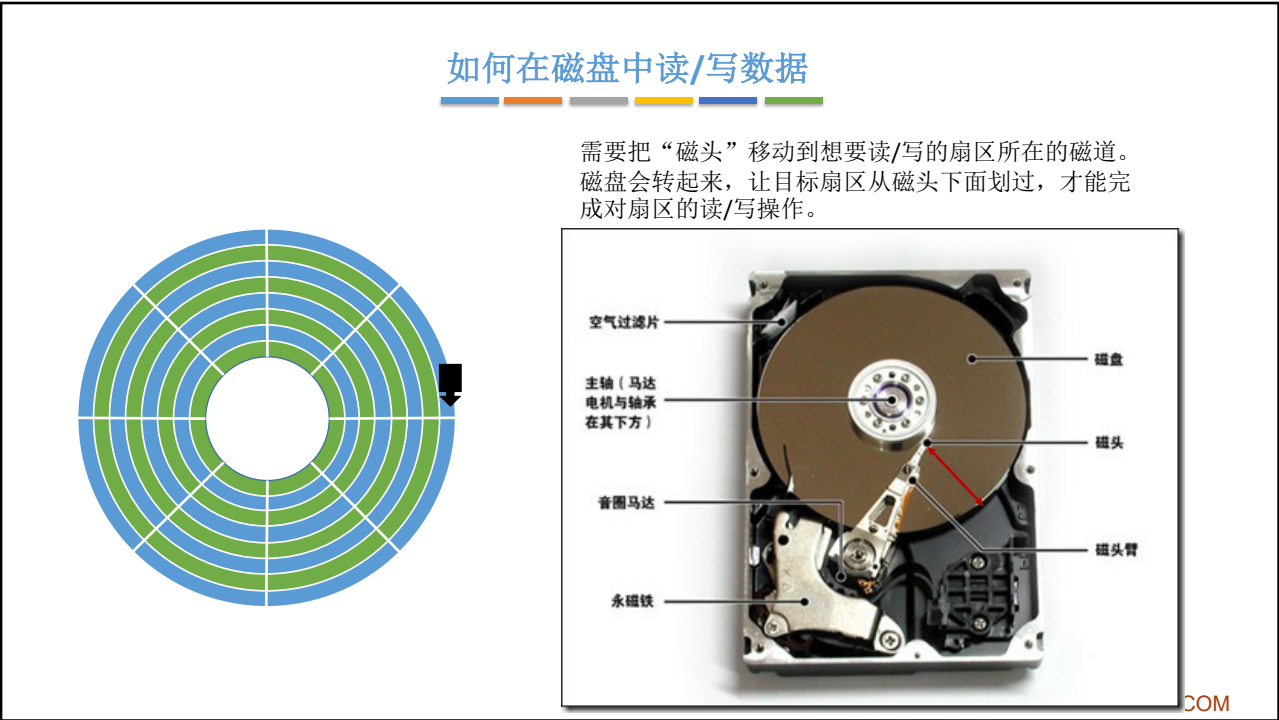 如何在磁盘中读/写数据
需要把“磁头”移动到想要读/写的扇区所在的磁道。
磁盘会转起来，让目标扇区从磁头下面划过，才能完
成对扇区的读/写操作。
空气过滤片
主轴（马达
电机与轴承
在其下方）
音圈马达
永磁铁
磁盘
磁头
磁头臂
COM